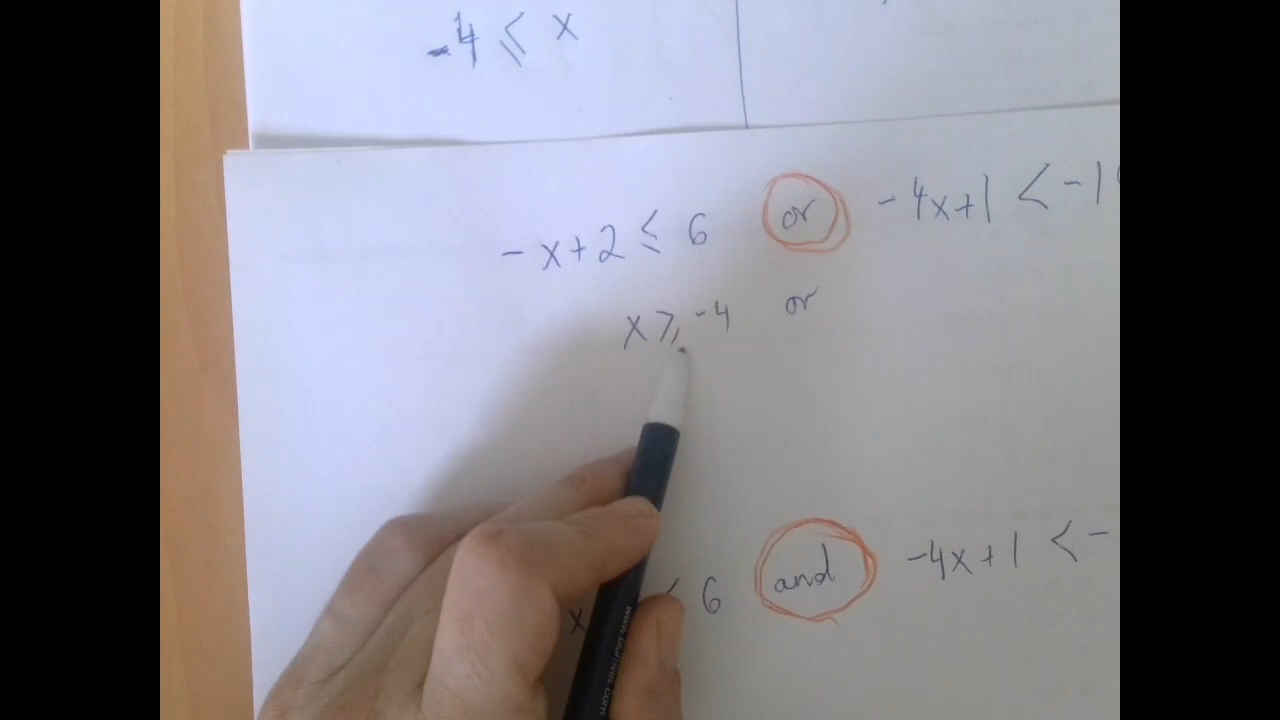 -4 ⩽ x
-x+2 ≤ 6 or -4x+1 < -1
x ⩾ -4 or
x < 6 and -4x+1 < -